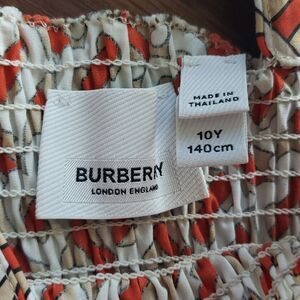 BURBERRY
LONDON ENGLAND
MADE IN
THAILAND
10Y
140cm